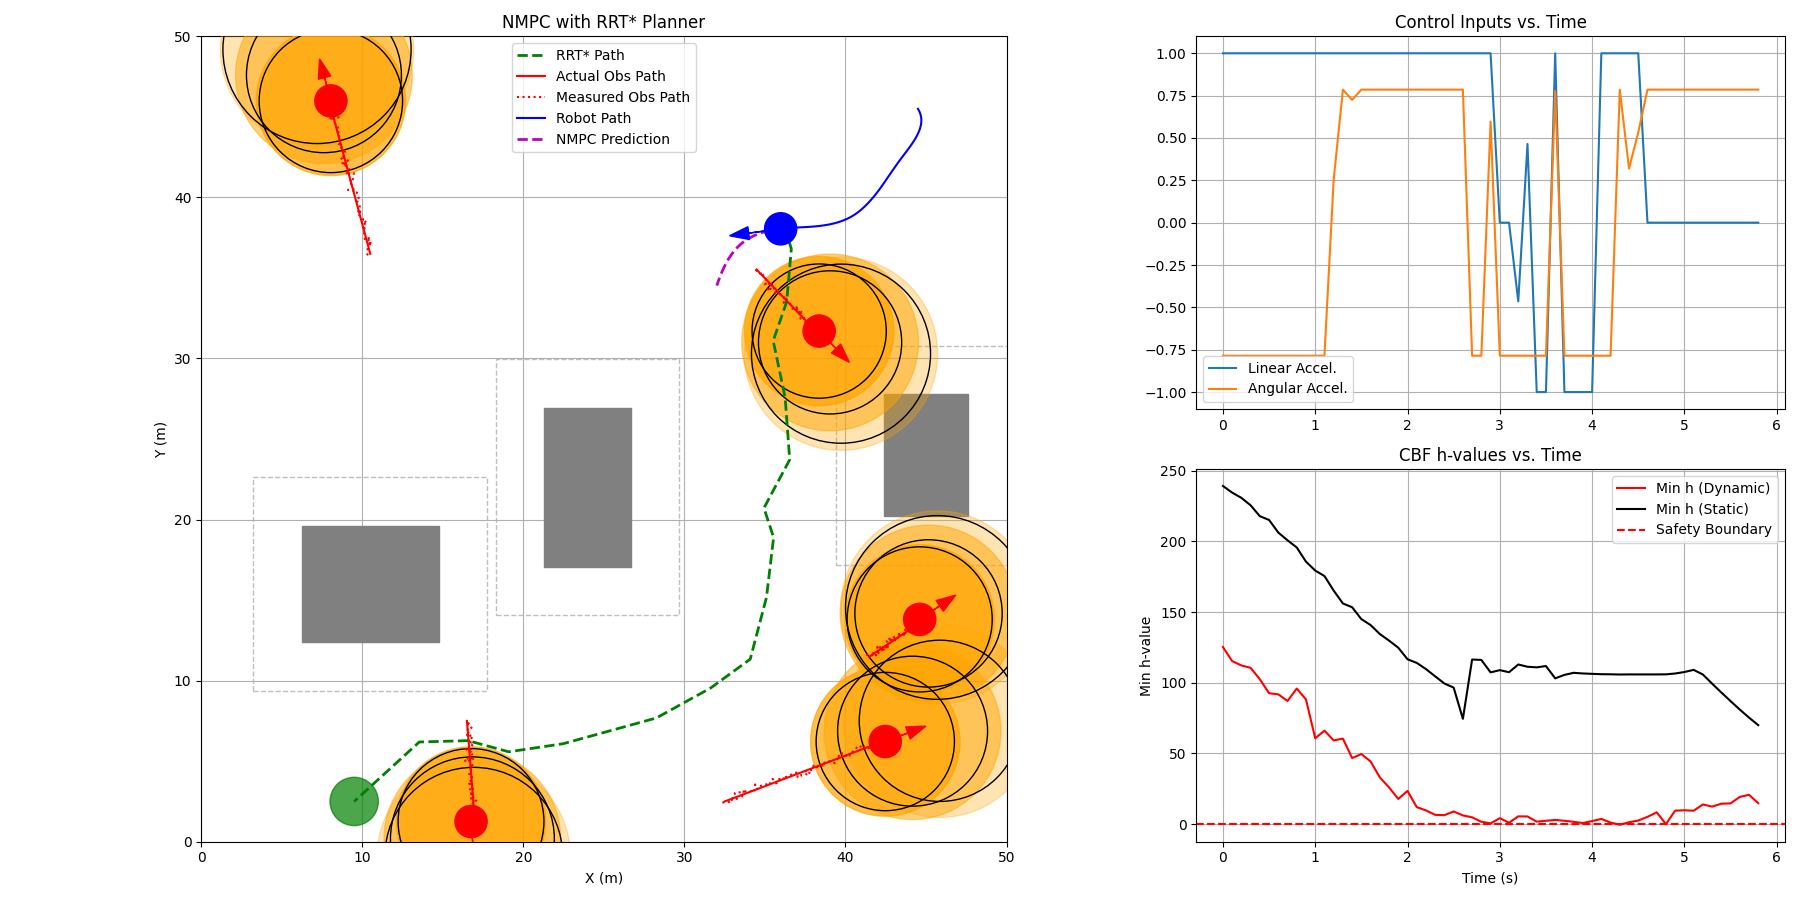 NMPC with RRT* Planner
RRT* Path
Actual Obs Path
Measured Obs Path
Robot Path
NMPC Prediction
50
40
30
20
10
0
Y (m)
0 10 20 30 40 50
X (m)
Control Inputs vs. Time
1.00
0.75
0.50
0.25
0.00
−0.25
−0.50
−0.75
−1.00
Linear Accel.
Angular Accel.
0 1 2 3 4 5 6
CBF h-values vs. Time
Min h (Dynamic)
Min h (Static)
Safety Boundary
250
200
150
100
50
0
Min h-value
0 1 2 3 4 5 6
Time (s)